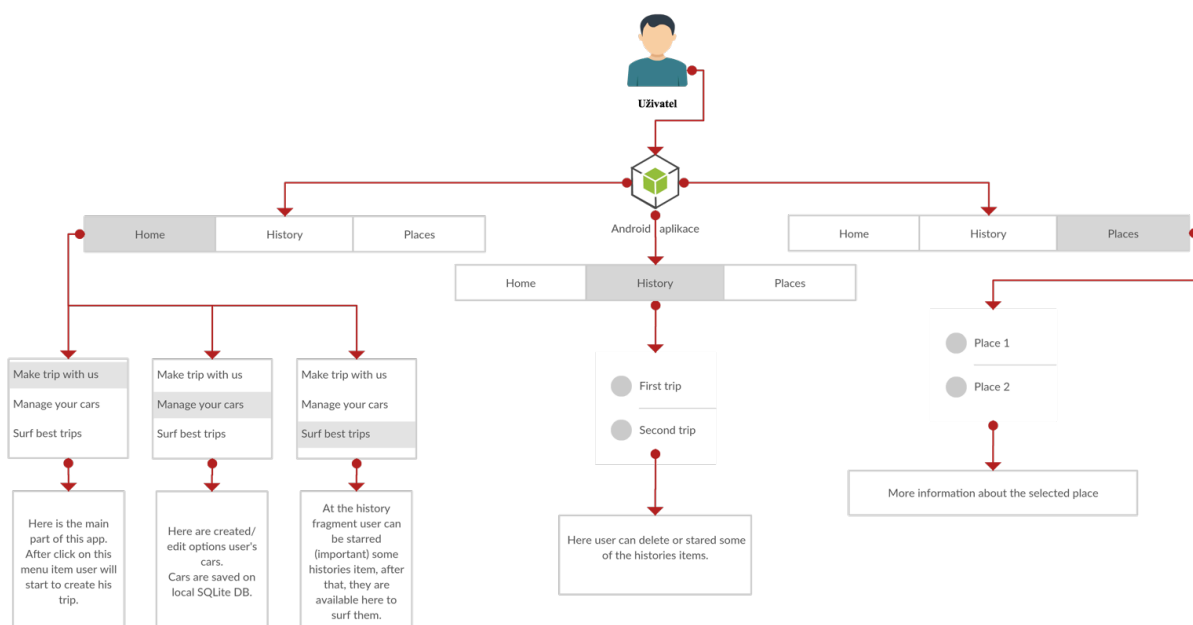 Uživatel
Android aplikace
Home
History
Places
Home
History
Places
Home
History
Places
Make trip with us
Manage your cars
Surf best trips
Make trip with us
Manage your cars
Surf best trips
Make trip with us
Manage your cars
Surf best trips
First trip
Second trip
Place 1
Place 2
Here is the main
part of this app.
After click on this
menu item user will
start to create his
trip.
Here are created/
edit options user's
cars.
Cars are saved on
local SQLite DB.
At the history
fragment user can
be starred
(important) some
histories item, after
that, they are
available here to
surf them.
Here user can delete or stared some
of the histories items.
More information about the selected place